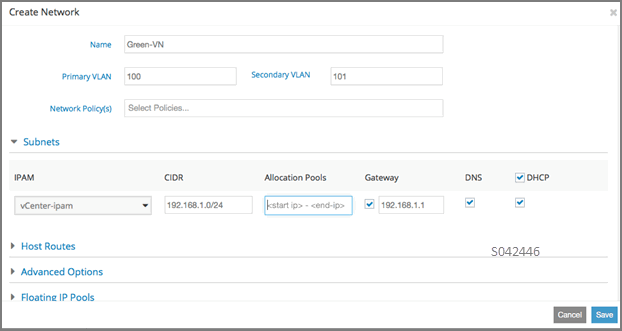 Create Network
Name Green-VN
Primary VLAN 100 Secondary VLAN 101
Network Policy(s) Select Policies...
Subnets
IPAM CIDR Allocation Pools Gateway DNS DHCP
vCenter-ipam 192.168.1.0/24 <start ip> - <end-ip> 192.168.1.1
Host Routes
S042446
Advanced Options
Floating IP Pools
Cancel Save